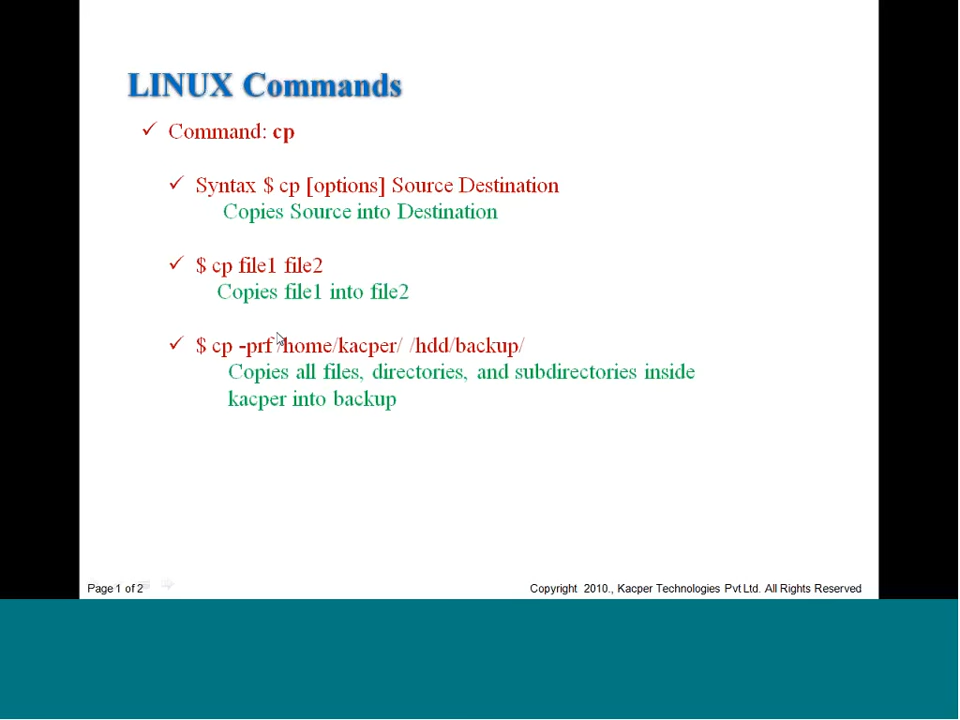 LINUX Commands
Command: cp
Syntax $ cp [options] Source Destination
Copies Source into Destination
$ cp file1 file2
Copies file1 into file2
$ cp -prf /home/kacper/ /hdd/backup/
Copies all files, directories, and subdirectories inside
kacper into backup
Page 1 of 2
Copyright 2010., Kacper Technologies Pvt Ltd. All Rights Reserved